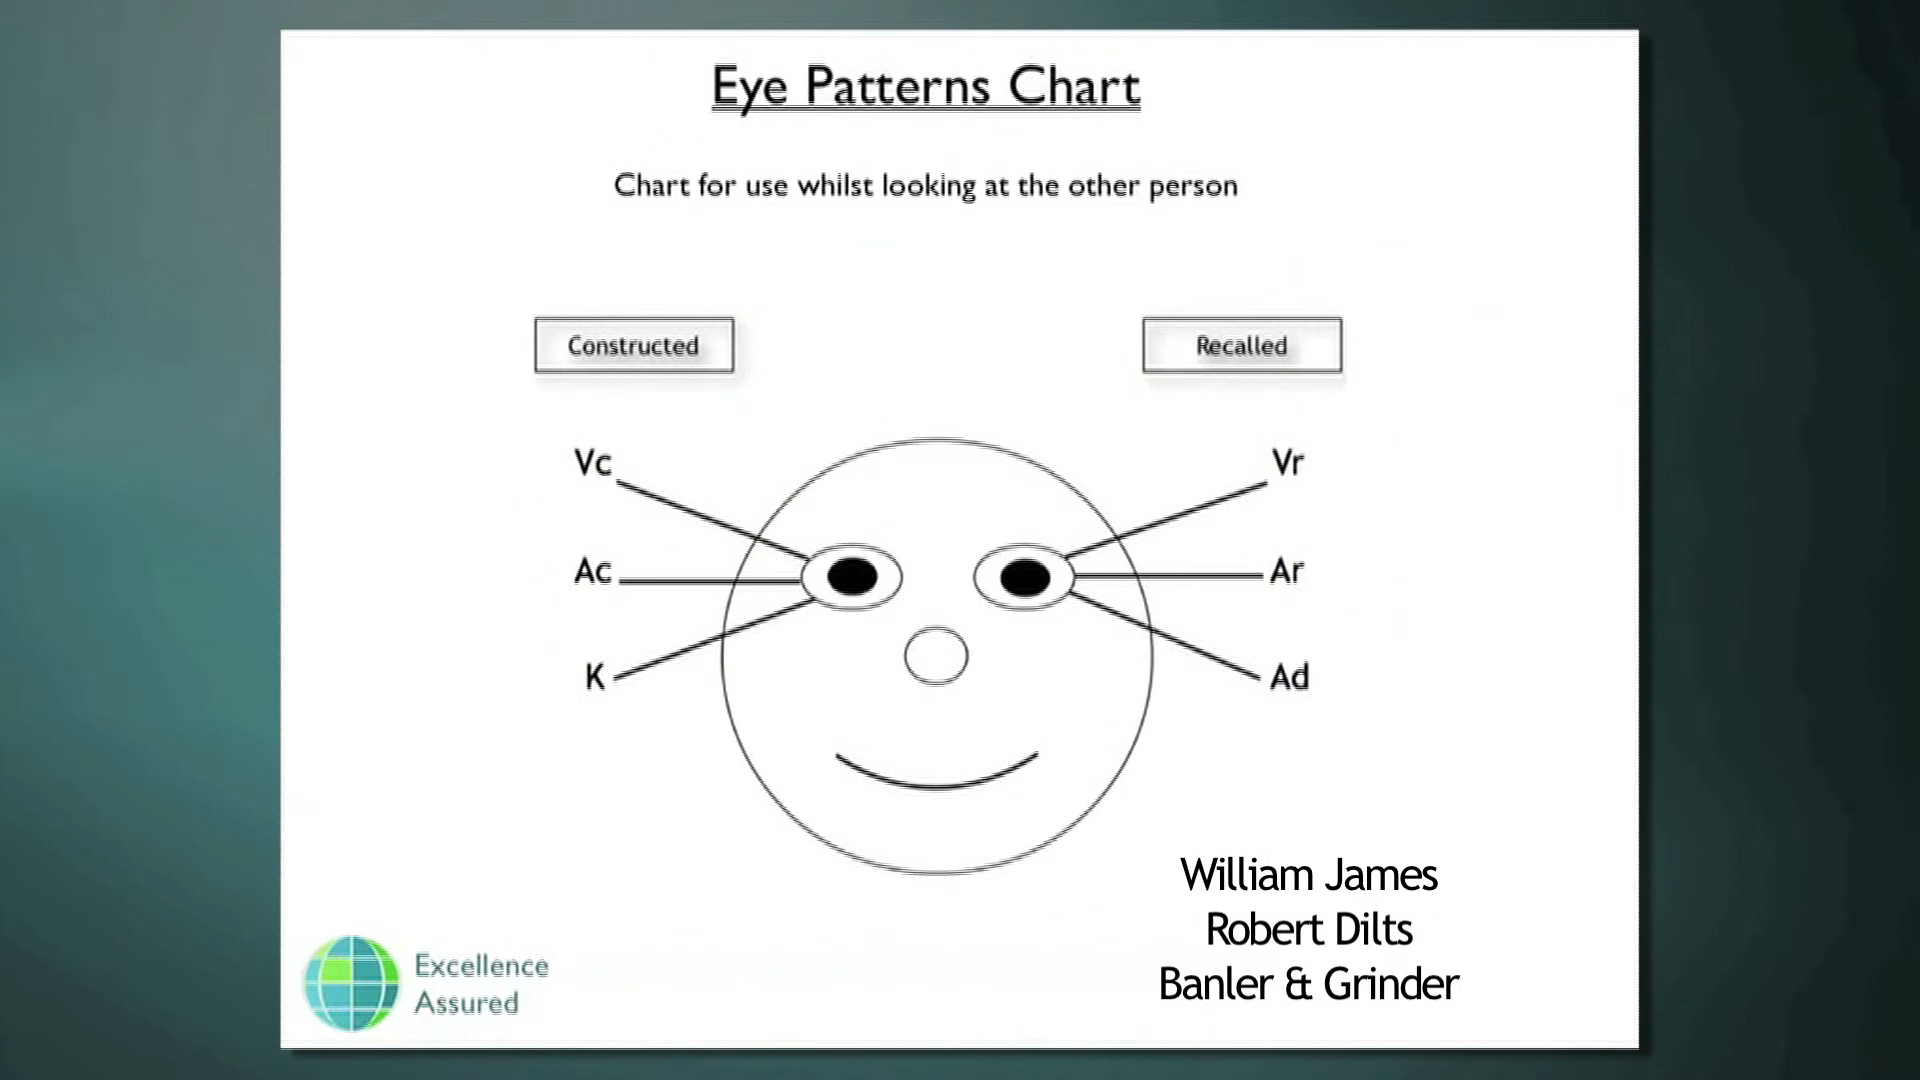 Eye Patterns Chart
Chart for use whilst looking at the other person
Constructed
Recalled
Vc
Vr
Ac
Ar
K
Ad
William James
Robert Dilts
Banler & Grinder
Excellence
Assured